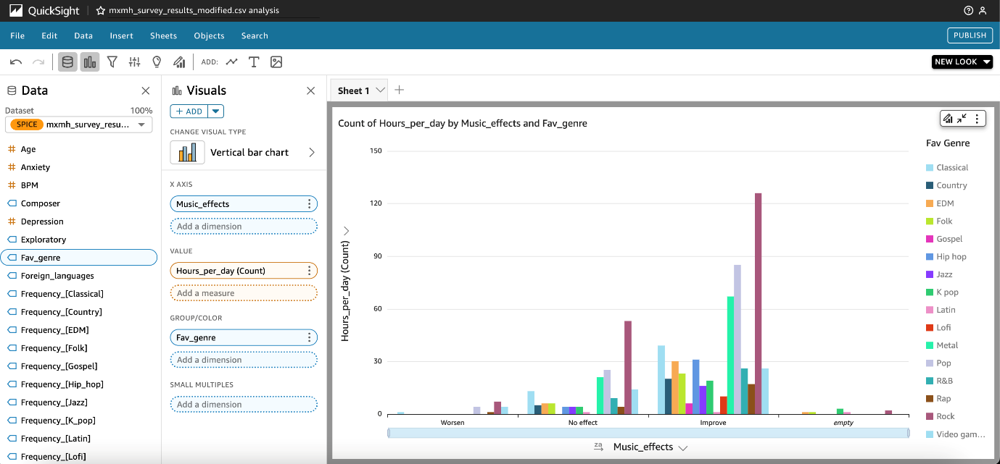 QuickSight
mxmh_survey_results_modified.csv analysis
File Edit Data Insert Sheets Objects Search
PUBLISH
ADD:
NEW LOOK
Data
Dataset
100%
SPICE mxmh_survey_resu...
Age
Anxiety
BPM
Composer
Depression
Exploratory
Fav_genre
Foreign_languages
Frequency_[Classical]
Frequency_[Country]
Frequency_[EDM]
Frequency_[Folk]
Frequency_[Gospel]
Frequency_[Hip_hop]
Frequency_[Jazz]
Frequency_[K_pop]
Frequency_[Latin]
Frequency_[Lofi]
Visuals
+ ADD
CHANGE VISUAL TYPE
Vertical bar chart
X AXIS
Music_effects
Add a dimension
VALUE
Hours_per_day (Count)
Add a measure
GROUP/COLOR
Fav_genre
Add a dimension
SMALL MULTIPLES
Add a dimension
Sheet 1
Count of Hours_per_day by Music_effects and Fav_genre
Hours_per_day (Count)
150
120
90
60
30
0
Worsen No effect Improve empty
za Music_effects
Fav Genre
Classical
Country
EDM
Folk
Gospel
Hip hop
Jazz
K pop
Latin
Lofi
Metal
Pop
R&B
Rap
Rock
Video gam...